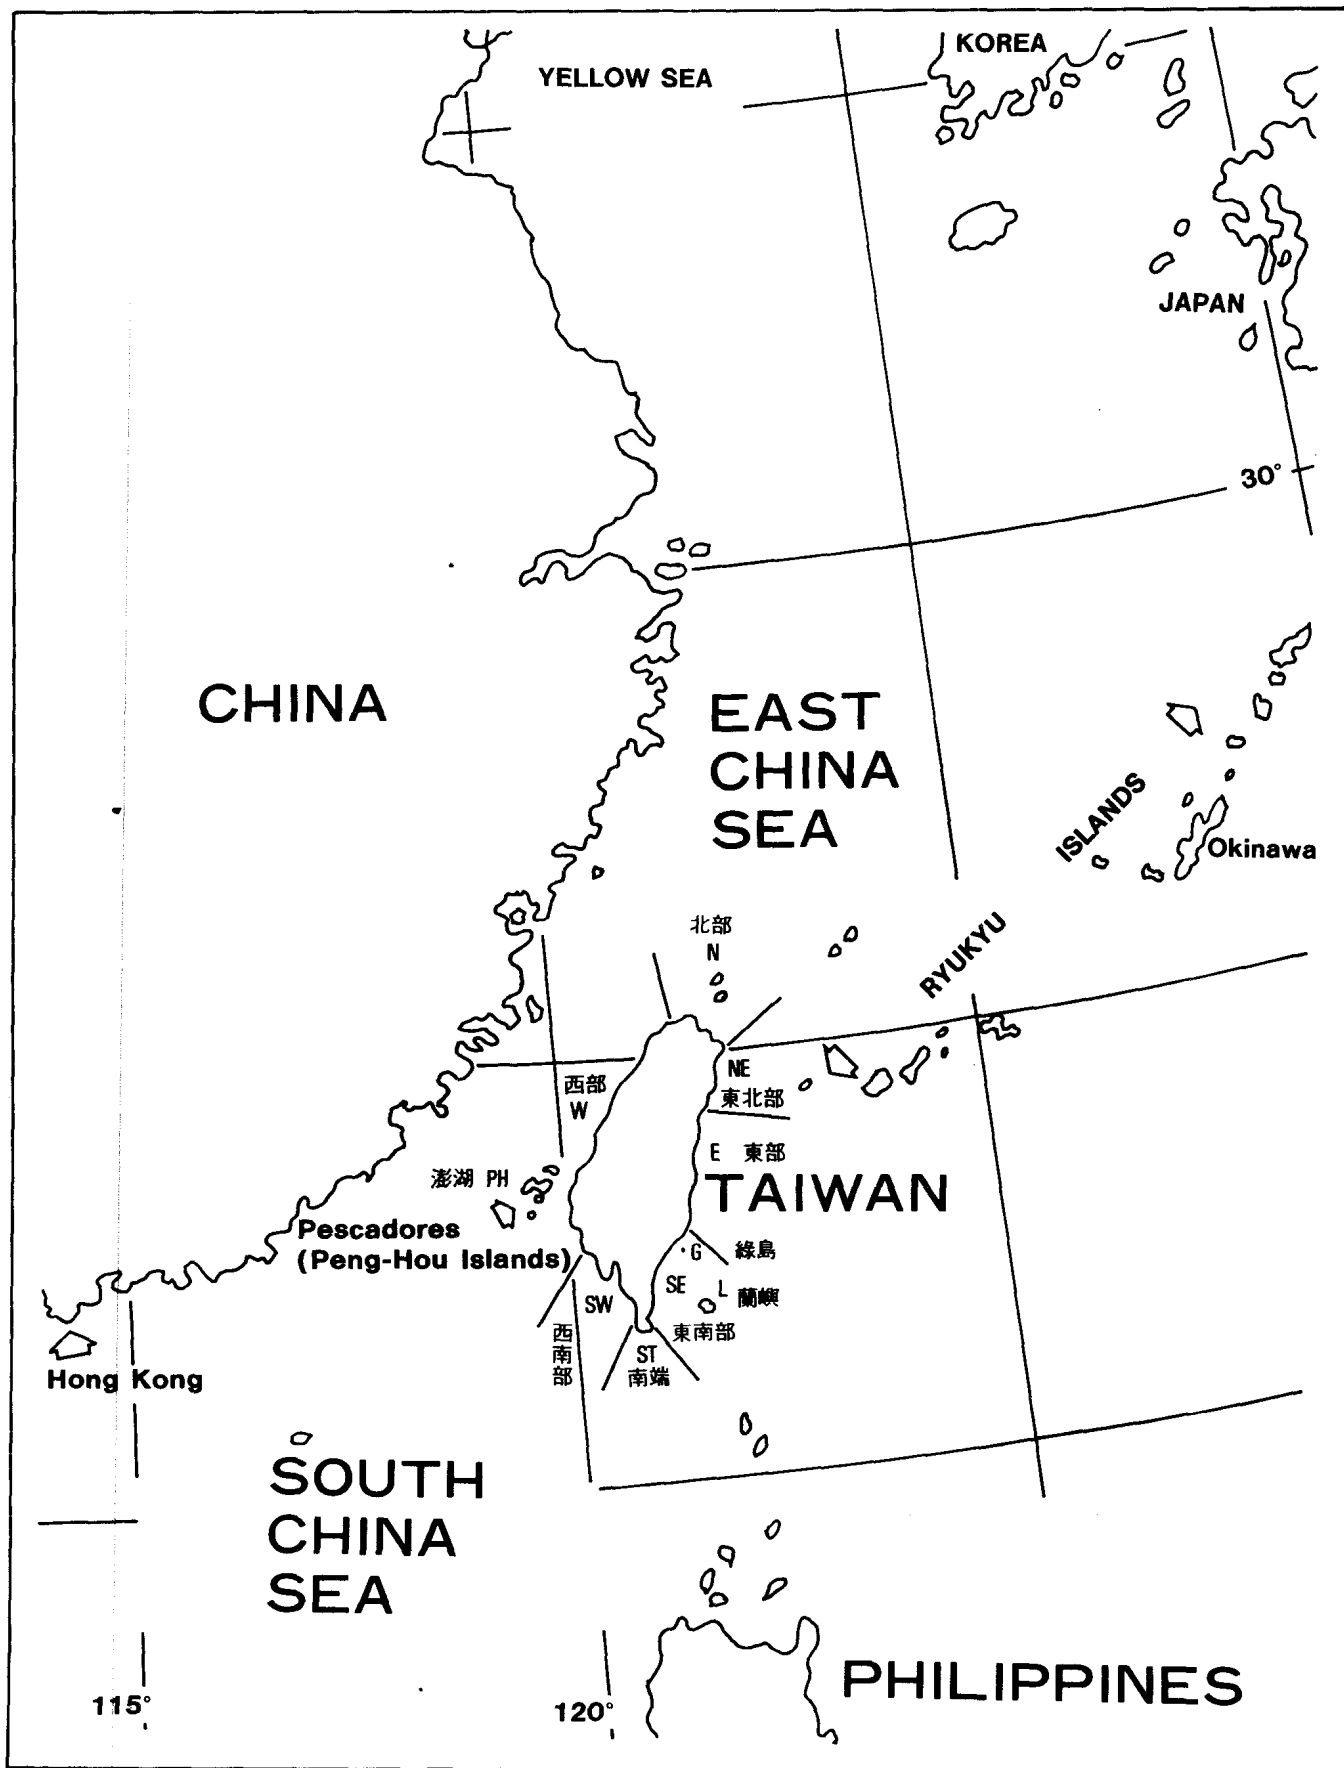 KOREA
YELLOW SEA
JAPAN
30°
CHINA
EAST
CHINA
SEA
ISLANDS
Okinawa
RYUKYU
北部
N
NE
東北部
西部
W
E 東部
TAIWAN
澎湖 PH
Pescadores
(Peng-Hou Islands)
G 綠島
SE
L 蘭嶼
SW
西南部
東南部
ST
南端
Hong Kong
SOUTH
CHINA
SEA
PHILIPPINES
115°
120°